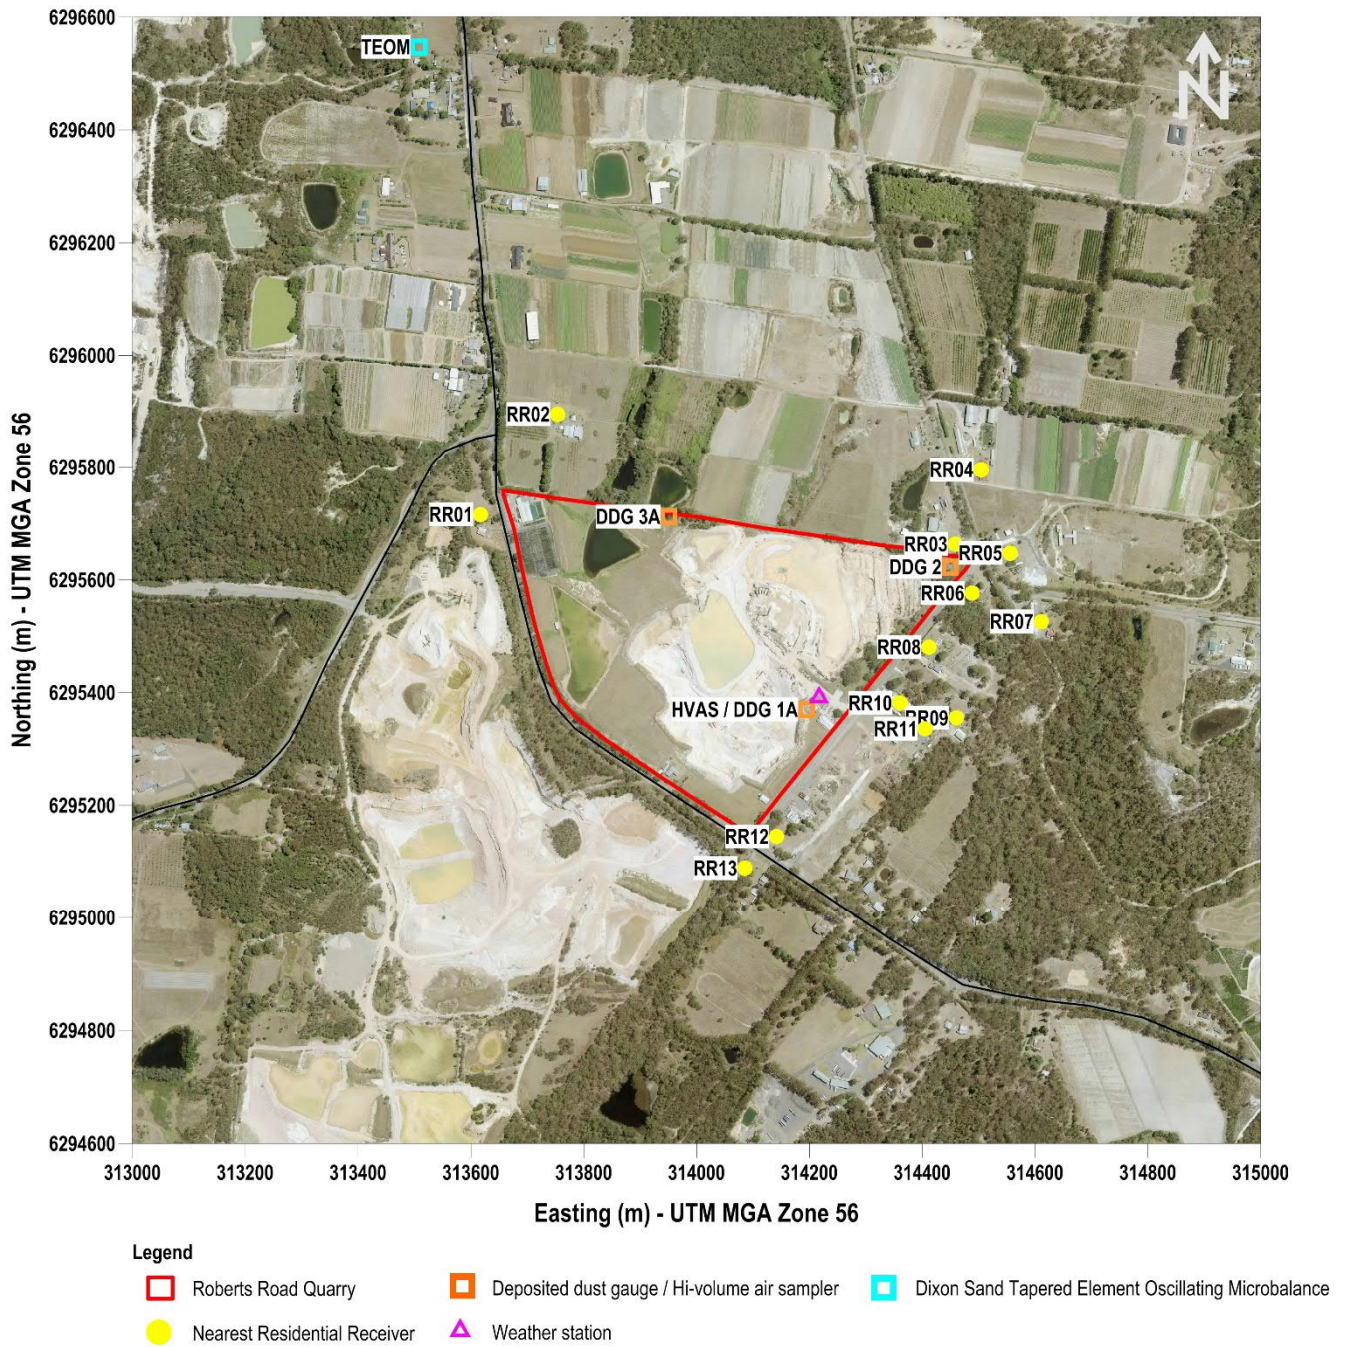 6296600
6296400
6296200
6296000
6295800
6295600
6295400
6295200
6295000
6294800
6294600
Northing (m) - UTM MGA Zone 56
N
TEOM
RR02
RR04
RR01
DDG 3A
RR03
RR05
DDG 2
RR06
RR07
RR08
RR10
HVAS / DDG 1A
RR09
RR11
RR12
RR13
313000 313200 313400 313600 313800 314000 314200 314400 314600 314800 315000
Easting (m) - UTM MGA Zone 56
Legend
Roberts Road Quarry
Deposited dust gauge / Hi-volume air sampler
Dixon Sand Tapered Element Oscillating Microbalance
Nearest Residential Receiver
Weather station